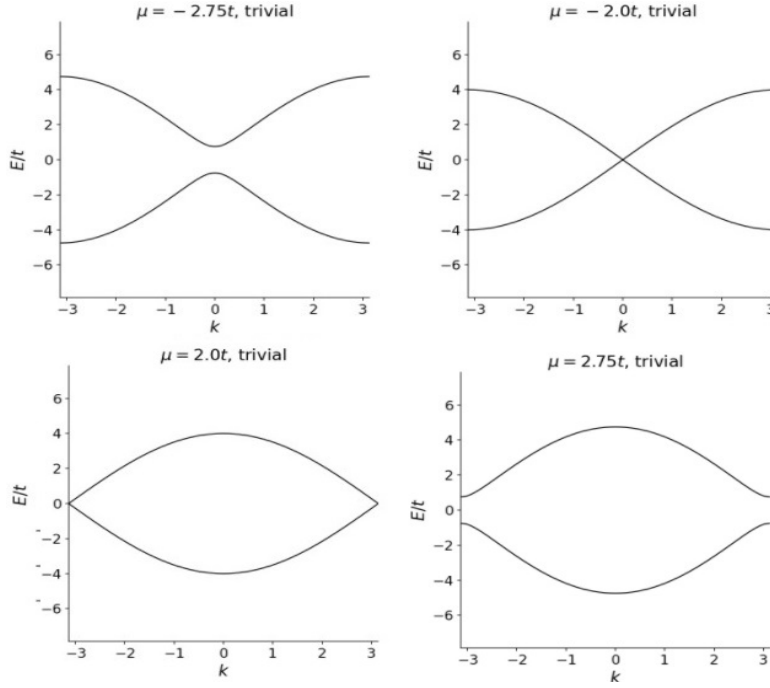 μ = −2.75t, trivial
μ = −2.0t, trivial
6
4
2
0
−2
−4
−6
E/t
−3 −2 −1 0 1 2 3
k
6
4
2
0
−2
−4
−6
E/t
−3 −2 −1 0 1 2 3
k
μ = 2.0t, trivial
μ = 2.75t, trivial
6
4
2
0
−2
−4
−6
E/t
−3 −2 −1 0 1 2 3
k
6
4
2
0
−2
−4
−6
E/t
−3 −2 −1 0 1 2 3
k